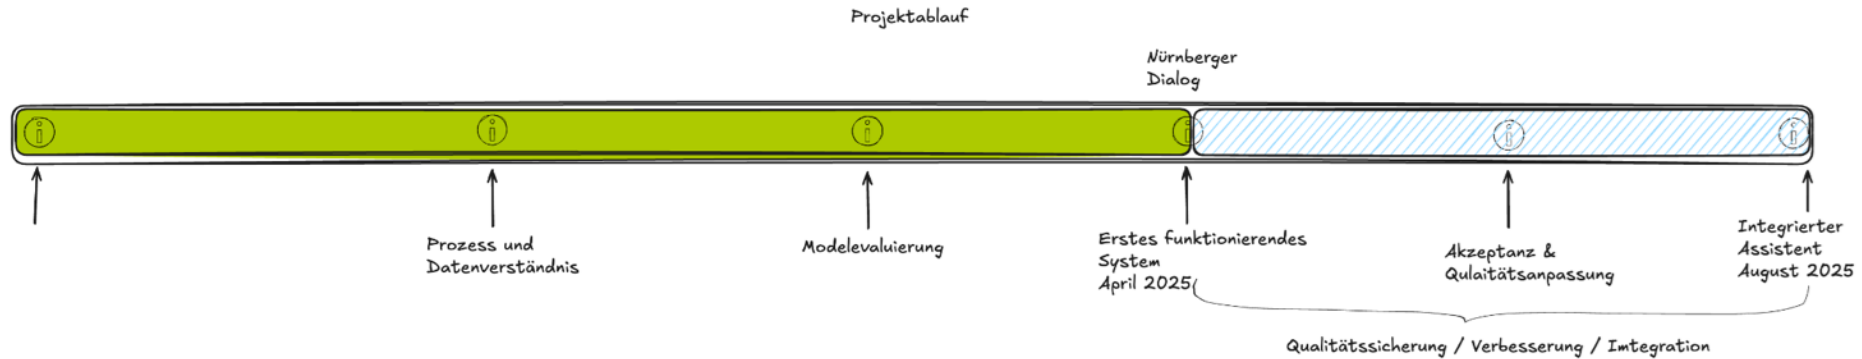 Projektablauf
Nürnberger
Dialog
Prozess und
Datenverständnis
Modelevaluierung
Erstes funktionierendes
System
April 2025
Akzeptanz &
Qulaitätsanpassung
Integrierter
Assistent
August 2025
Qualitätssicherung / Verbesserung / Imtegration